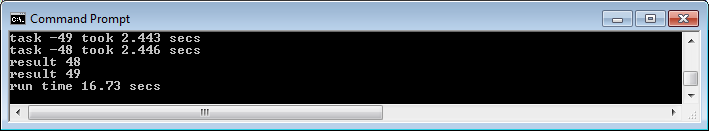 Command Prompt
task -49 took 2.443 secs
task -48 took 2.446 secs
result 48
result 49
run time 16.73 secs